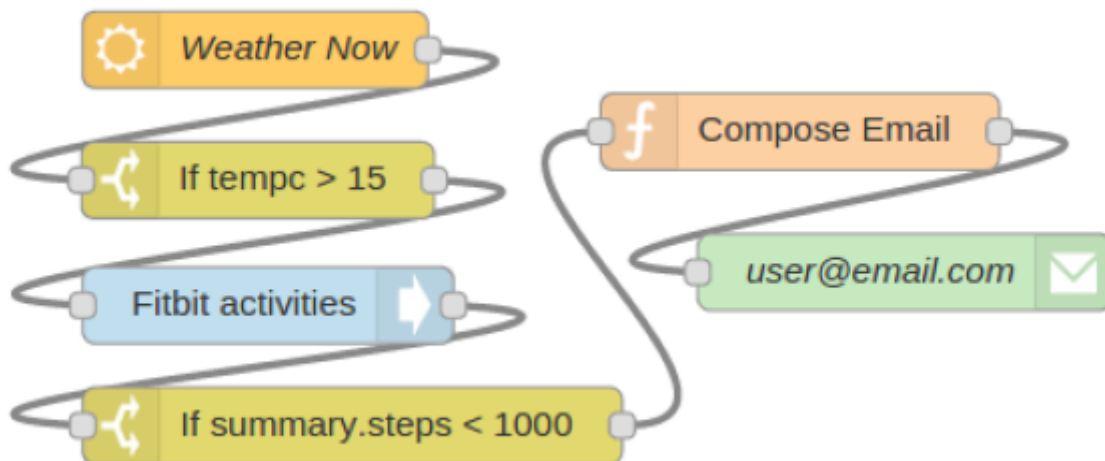 Weather Now
If tempc > 15
Fitbit activities
If summary.steps < 1000
Compose Email
user@email.com